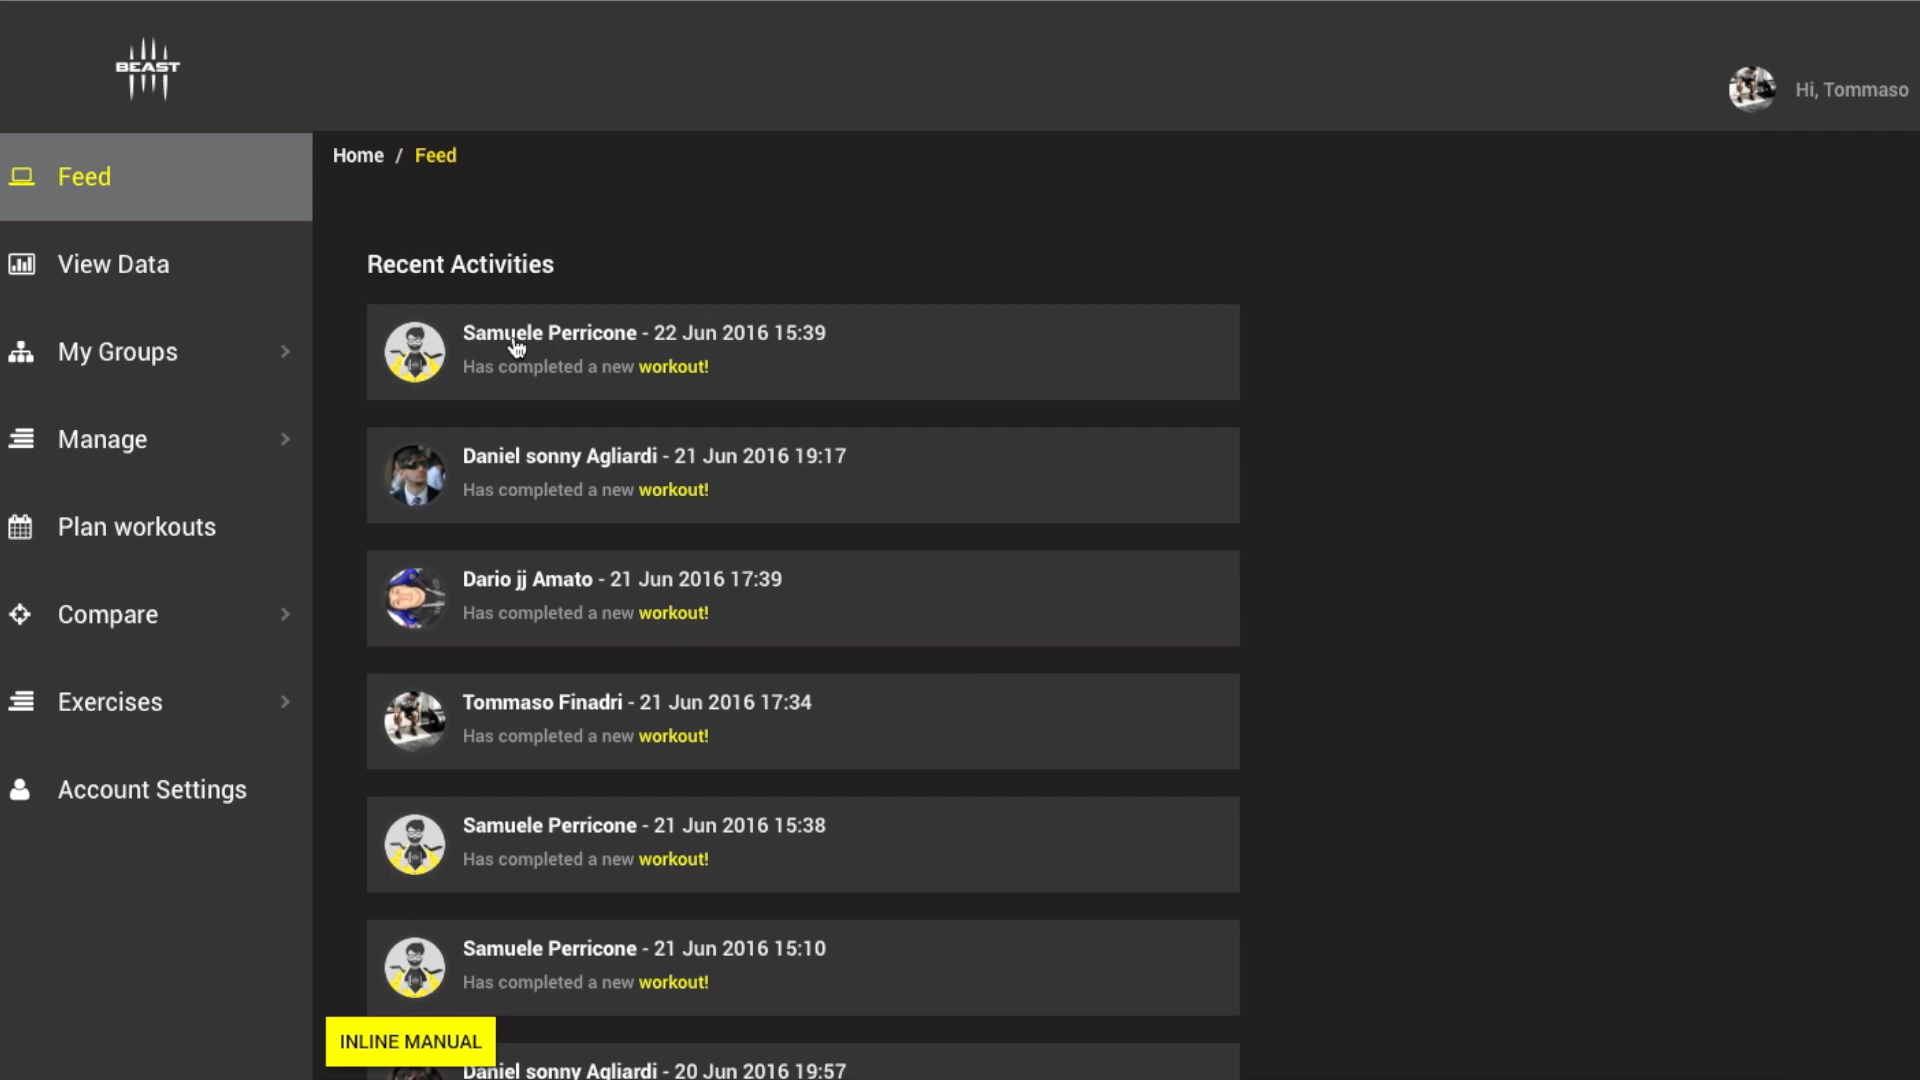 BEAST
Hi, Tommaso
Home / Feed
Feed
View Data
My Groups
Manage
Plan workouts
Compare
Exercises
Account Settings
Recent Activities
Samuele Perricone - 22 Jun 2016 15:39
Has completed a new workout!
Daniel sonny Agliardi - 21 Jun 2016 19:17
Has completed a new workout!
Dario jj Amato - 21 Jun 2016 17:39
Has completed a new workout!
Tommaso Finadri - 21 Jun 2016 17:34
Has completed a new workout!
Samuele Perricone - 21 Jun 2016 15:38
Has completed a new workout!
Samuele Perricone - 21 Jun 2016 15:10
Has completed a new workout!
INLINE MANUAL
Daniel sonny Agliardi - 20 Jun 2016 19:57